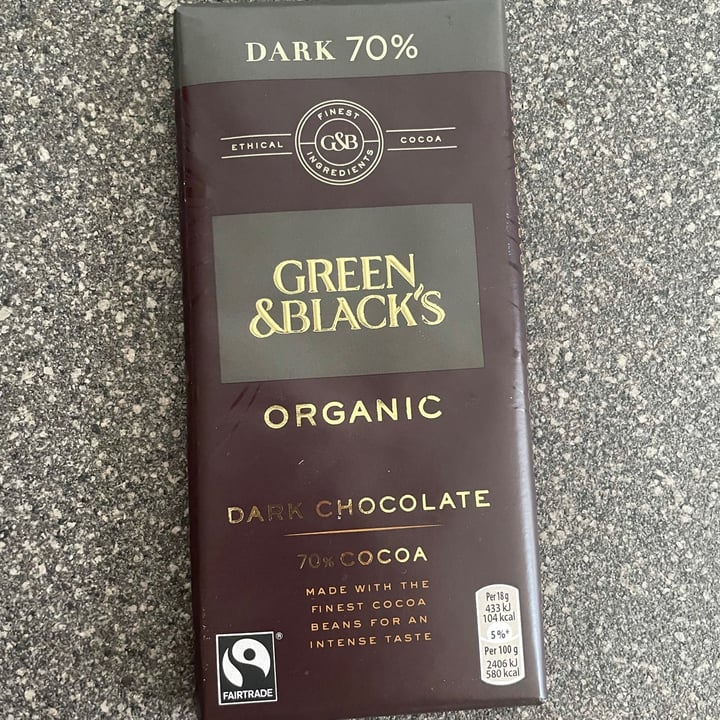 DARK 70%
FINEST
ETHICAL G&B COCOA
INGREDIENTS
GREEN
&BLACK'S
ORGANIC
DARK CHOCOLATE
70% COCOA
MADE WITH THE
FINEST COCOA
BEANS FOR AN
INTENSE TASTE
Per 18g
433 kJ
104 kcal
5%*
Per 100 g
2406 kJ
580 kcal
®
FAIRTRADE